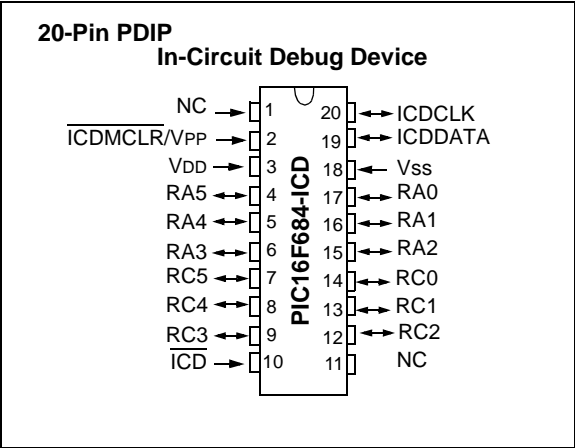 20-Pin PDIP
In-Circuit Debug Device
NC 1 20 ICDCLK
ICDMCLR/VPP 2 19 ICDDATA
VDD 3 18 Vss
RA5 4 17 RA0
RA4 5 16 RA1
RA3 6 15 RA2
RC5 7 14 RC0
RC4 8 13 RC1
RC3 9 12 RC2
ICD 10 11 NC
PIC16F684-ICD